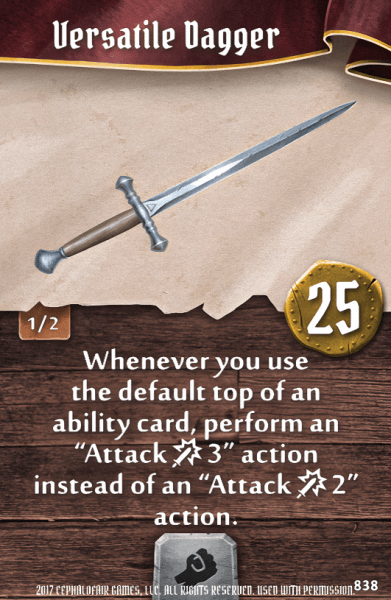 Versatile Dagger
25
1/2
Whenever you use
the default top of an
ability card, perform an
“Attack 3” action
instead of an “Attack 2”
action.
2017 CEPHALOFAIR GAMES, LLC. ALL RIGHTS RESERVED. USED WITH PERMISSION
838